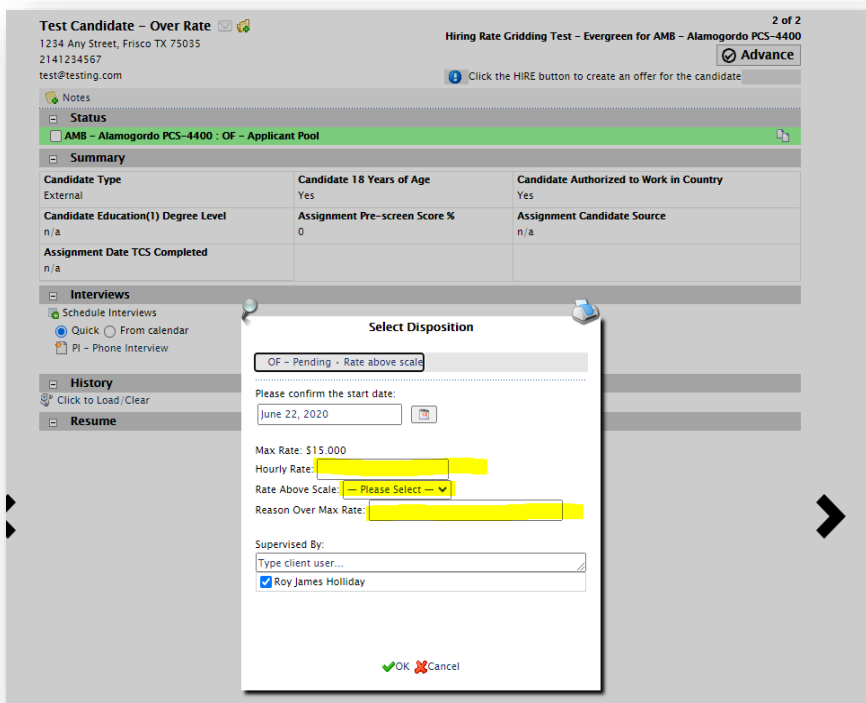 Test Candidate – Over Rate
2 of 2
1234 Any Street, Frisco TX 75035
Hiring Rate Gridding Test – Evergreen for AMB – Alamogordo PCS-4400
2141234567
Advance
test@testing.com
Click the HIRE button to create an offer for the candidate
Notes
Status
AMB – Alamogordo PCS-4400 : OF – Applicant Pool
Summary
Candidate Type
Candidate 18 Years of Age
Candidate Authorized to Work in Country
External
Yes
Yes
Candidate Education(1) Degree Level
Assignment Pre-screen Score %
Assignment Candidate Source
n/a
0
n/a
Assignment Date TCS Completed
n/a
Interviews
Schedule Interviews
Quick
From calendar
PI – Phone Interview
History
Click to Load/Clear
Resume
Select Disposition
OF – Pending - Rate above scale
Please confirm the start date:
June 22, 2020
Max Rate: $15.000
Hourly Rate:
Rate Above Scale: — Please Select —
Reason Over Max Rate:
Supervised By:
Type client user...
Roy James Holliday
OK Cancel